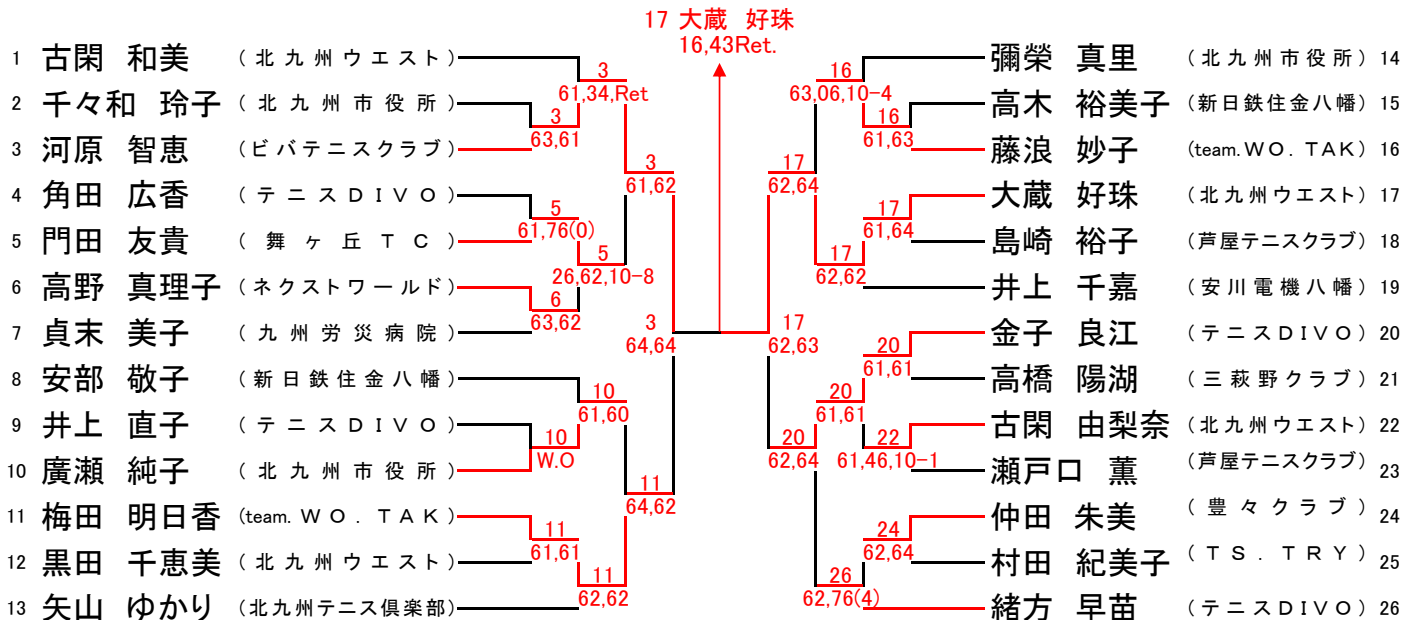 17 大蔵 好珠
16,43Ret.
1 古閑 和美 (北九州ウエスト)
2 千々和 玲子 (北九州市役所)
3 河原 智恵 (ビバテニスクラブ)
4 角田 広香 (テニスDIVO)
5 門田 友貴 (舞ヶ丘TC)
6 高野 真理子 (ネクストワールド)
7 貞末 美子 (九州労災病院)
8 安部 敬子 (新日鉄住金八幡)
9 井上 直子 (テニスDIVO)
10 廣瀬 純子 (北九州市役所)
11 梅田 明日香 (team.WO.TAK)
12 黒田 千恵美 (北九州ウエスト)
13 矢山 ゆかり (北九州テニス倶楽部)
3
61,34,Ret
3
63,61
3
61,62
5
61,76(0)
5
26,62,10-8
6
63,62
3
64,64
10
61,60
10
W.O
11
64,62
11
61,61
11
62,62
16
63,06,10-4
16
61,63
17
62,64
17
61,64
17
62,62
17
62,63
20
61,61
20
61,61
20
62,64
22
61,46,10-1
24
62,64
26
62,76(4)
彌榮 真里 (北九州市役所) 14
高木 裕美子 (新日鉄住金八幡) 15
藤浪 妙子 (team.WO.TAK) 16
大蔵 好珠 (北九州ウエスト) 17
島崎 裕子 (芦屋テニスクラブ) 18
井上 千嘉 (安川電機八幡) 19
金子 良江 (テニスDIVO) 20
高橋 陽湖 (三萩野クラブ) 21
古閑 由梨奈 (北九州ウエスト) 22
瀬戸口 薫 (芦屋テニスクラブ) 23
仲田 朱美 (豊々クラブ) 24
村田 紀美子 (TS.TRY) 25
緒方 早苗 (テニスDIVO) 26